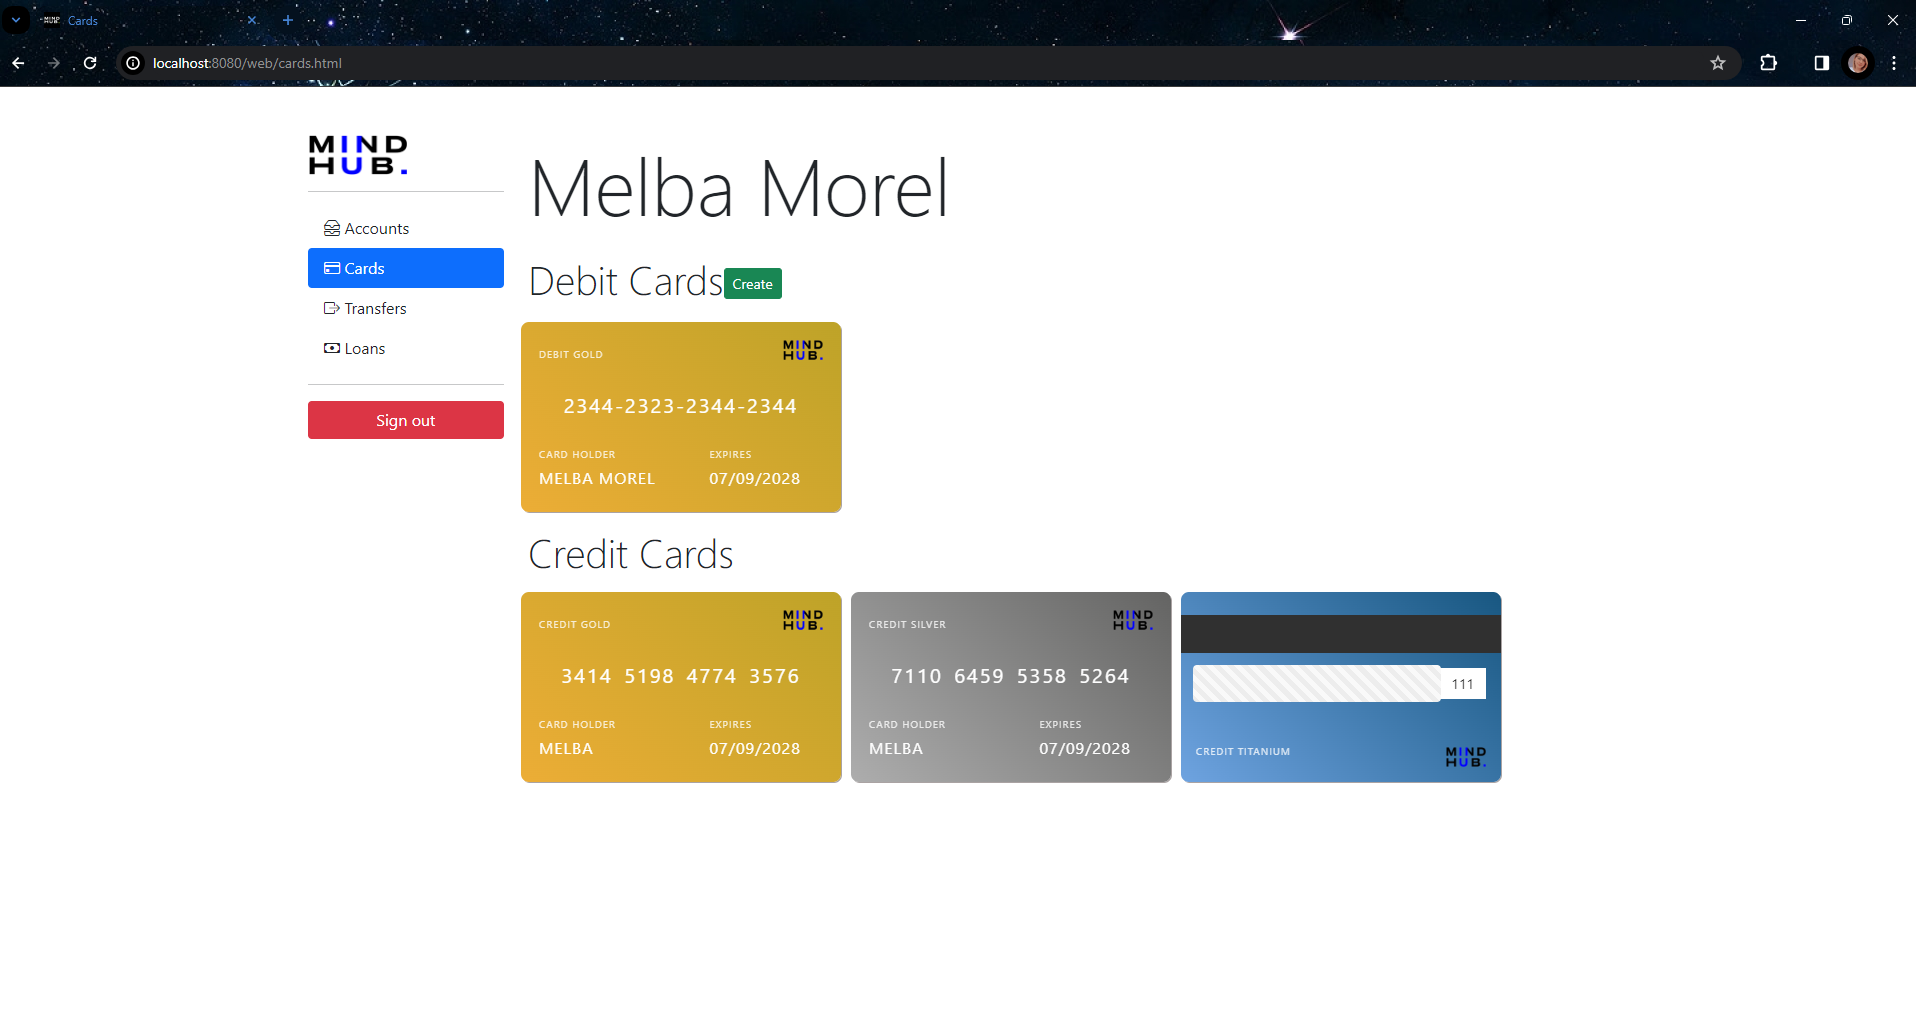 MIND HUB. Cards
localhost:8080/web/cards.html
MIND
HUB.
Accounts
Cards
Transfers
Loans
Sign out
Melba Morel
Debit Cards Create
DEBIT GOLD
MIND
HUB.
2344-2323-2344-2344
CARD HOLDER EXPIRES
MELBA MOREL 07/09/2028
Credit Cards
CREDIT GOLD
MIND
HUB.
3414 5198 4774 3576
CARD HOLDER EXPIRES
MELBA 07/09/2028
CREDIT SILVER
MIND
HUB.
7110 6459 5358 5264
CARD HOLDER EXPIRES
MELBA 07/09/2028
111
CREDIT TITANIUM
MIND
HUB.